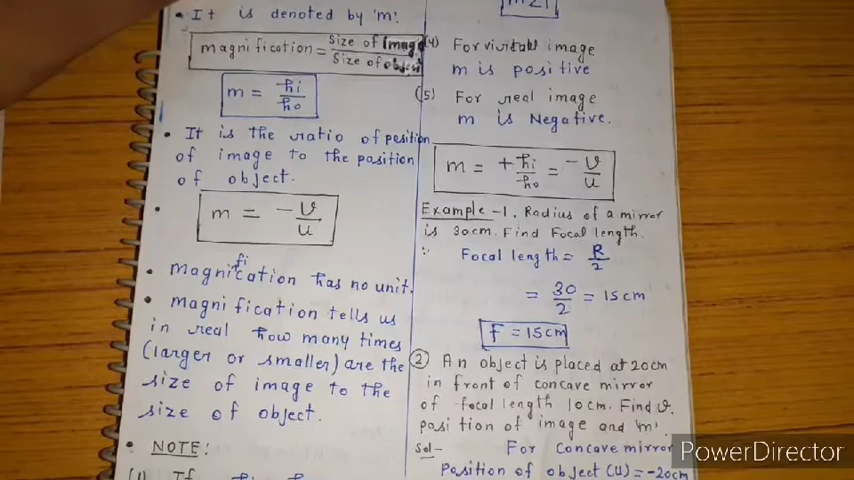 It is denoted by 'm'.
magnification = Size of Image / Size of object
m = hi / ho
It is the ratio of position
of image to the position
of object.
m = - v / u
Magnification has no unit.
Magnification tells us
in real how many times
(larger or smaller) are the
size of image to the
size of object.
NOTE:
(1) If
(4) For virtual image
m is positive
(5) For real image
m is Negative.
m = + hi / ho = - v / u
Example -1. Radius of a mirror
is 30cm. Find Focal length.
∵ Focal length = R / 2
= 30 / 2 = 15 cm
f = 15cm
② An object is placed at 20cm
in front of concave mirror
of focal length 10cm. Find v.
position of image and 'm'
Sol- For Concave mirror
Position of object (u) = -20cm
PowerDirector